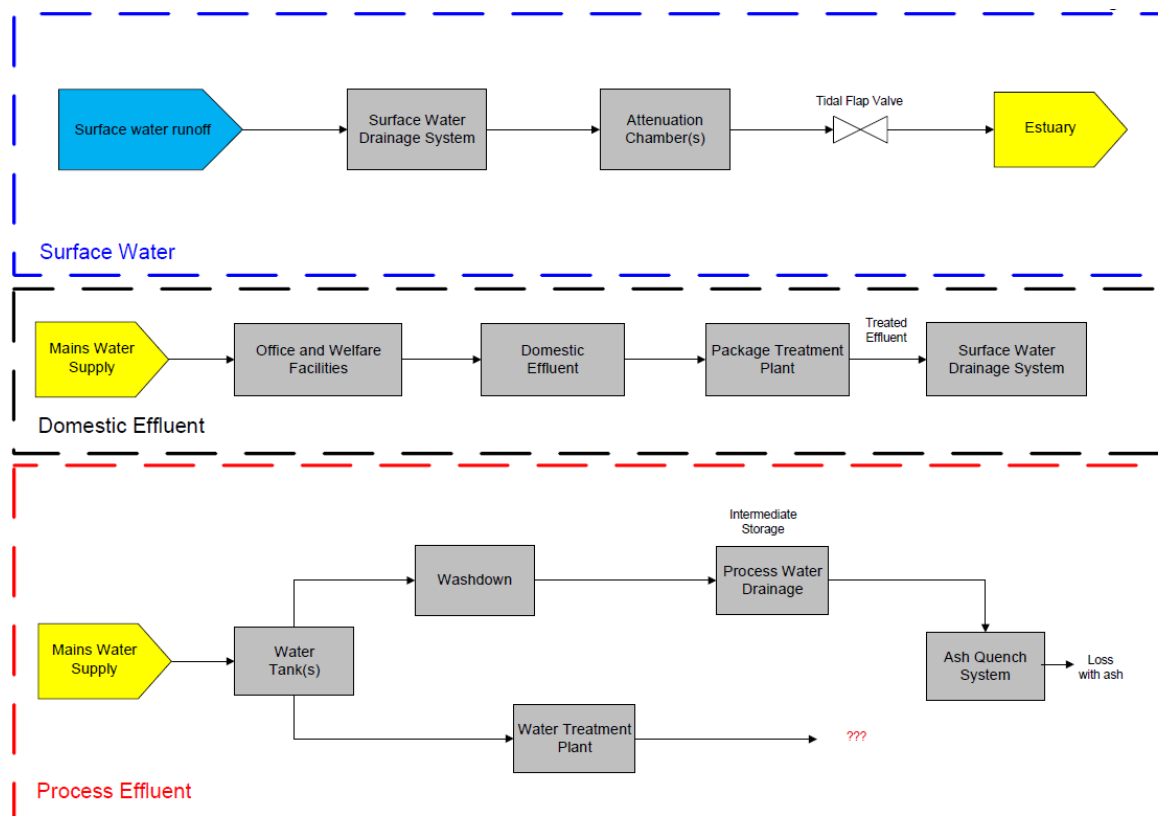 Tidal Flap Valve
Surface water runoff
Surface Water
Drainage System
Attenuation
Chamber(s)
Estuary
Surface Water
Mains Water
Supply
Office and Welfare
Facilities
Domestic
Effluent
Package Treatment
Plant
Treated
Effluent
Surface Water
Drainage System
Domestic Effluent
Intermediate
Storage
Washdown
Process Water
Drainage
Mains Water
Supply
Water
Tank(s)
Ash Quench
System
Loss
with ash
Water Treatment
Plant
???
Process Effluent